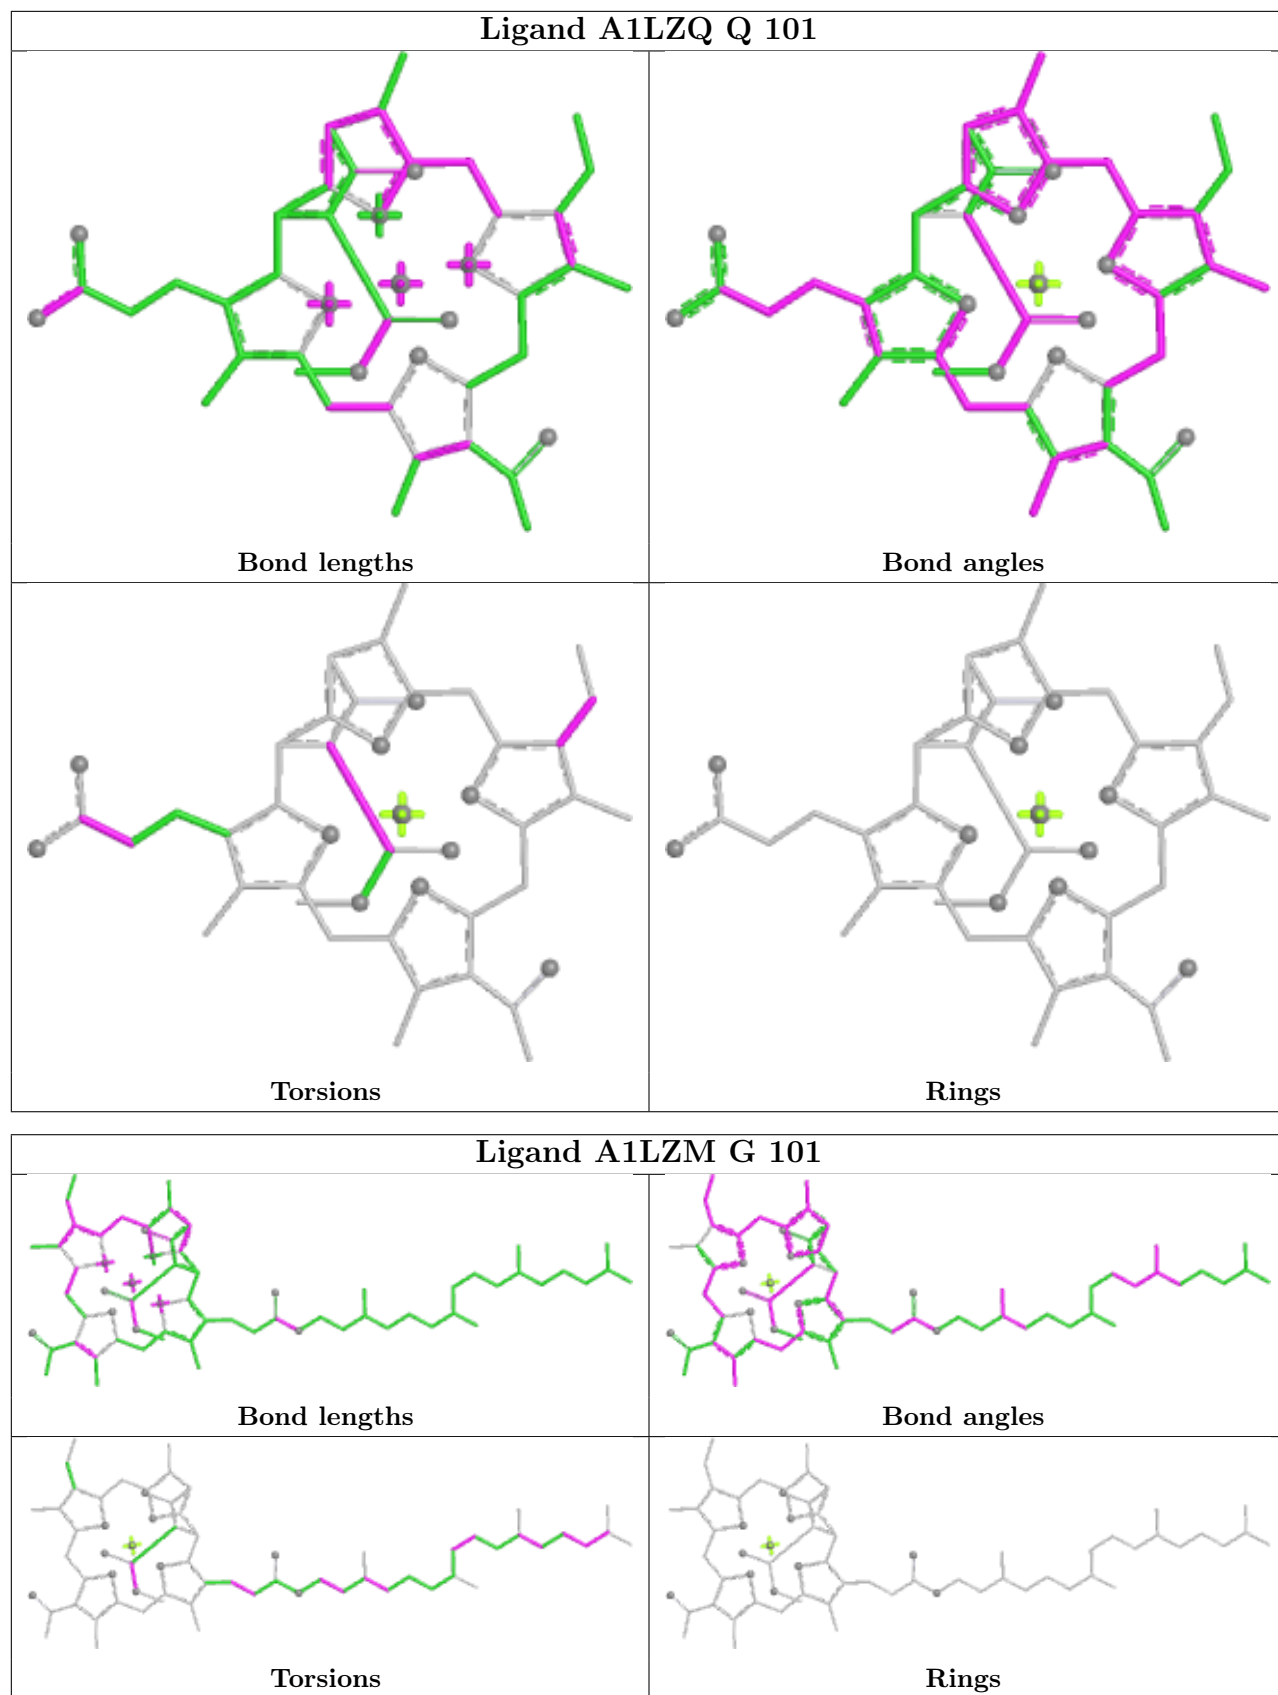 Ligand A1LZQ Q 101
Bond lengths
Bond angles
Torsions
Rings
Ligand A1LZM G 101
Bond lengths
Bond angles
Torsions
Rings